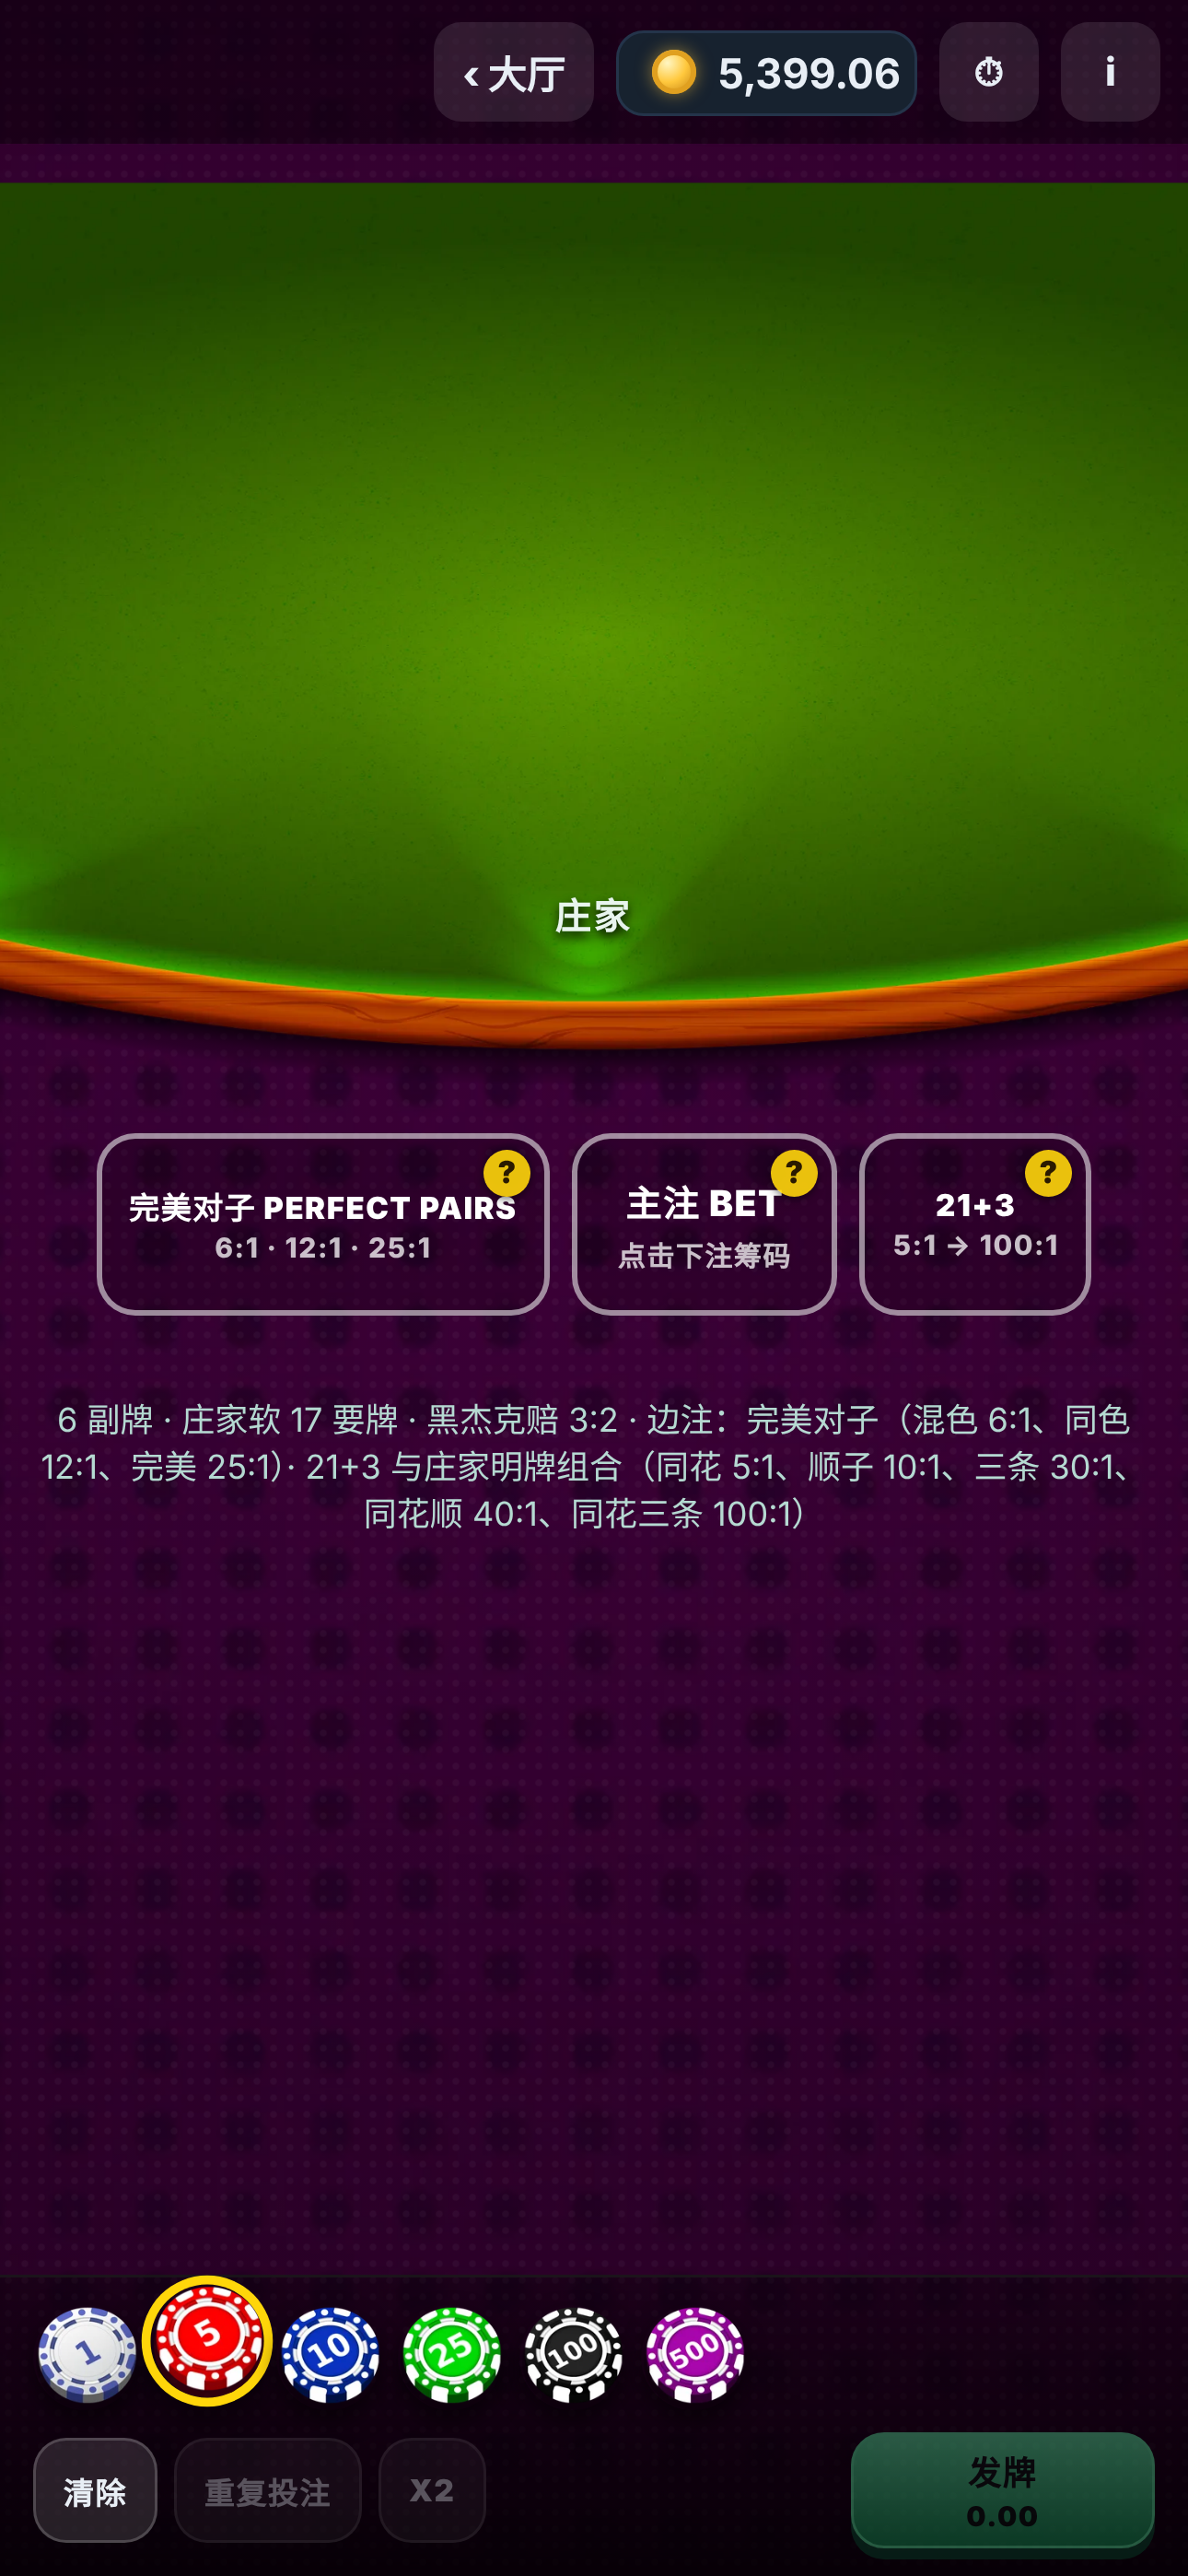 ‹ 大厅
5,399.06
i
庄家
?
完美对子 PERFECT PAIRS
6:1 · 12:1 · 25:1
?
主注 BET
点击下注筹码
?
21+3
5:1 → 100:1
6 副牌 · 庄家软 17 要牌 · 黑杰克赔 3:2 · 边注：完美对子（混色 6:1、同色
12:1、完美 25:1）· 21+3 与庄家明牌组合（同花 5:1、顺子 10:1、三条 30:1、
同花顺 40:1、同花三条 100:1）
1
5
10
25
100
500
清除
重复投注
X2
发牌
0.00